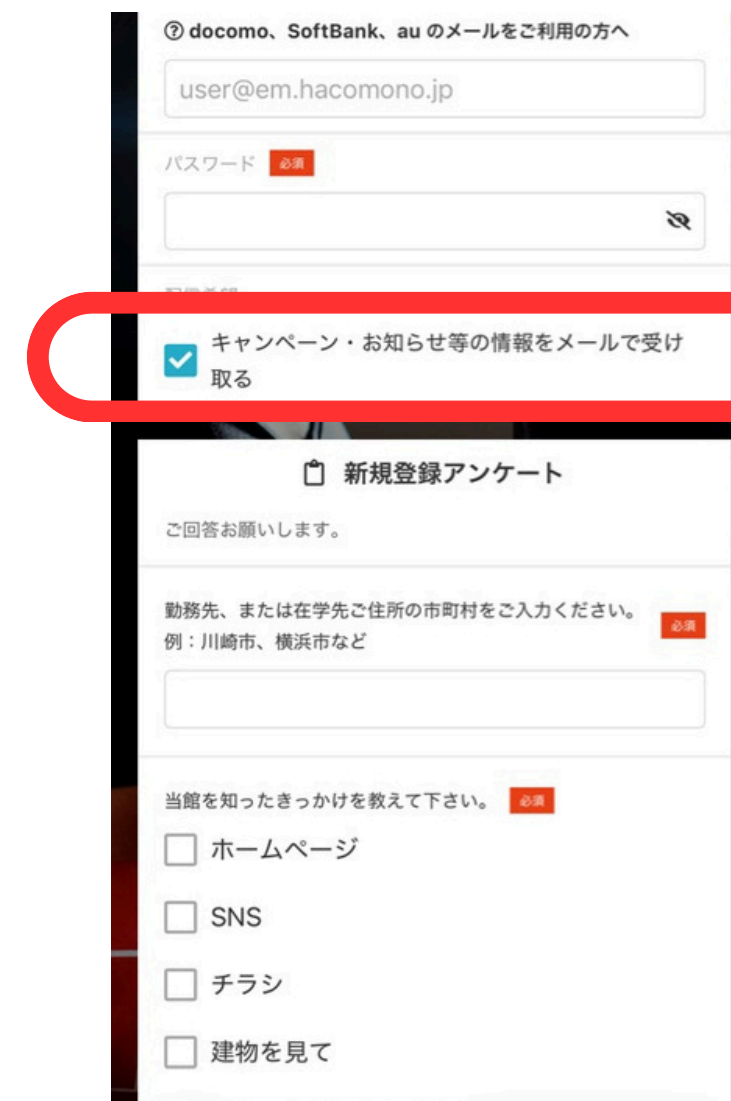 ? docomo、SoftBank、au のメールをご利用の方へ
user@em.hacomono.jp
パスワード 必須
キャンペーン・お知らせ等の情報をメールで受け
取る
新規登録アンケート
ご回答お願いします。
勤務先、または在学先ご住所の市町村をご入力ください。 必須
例：川崎市、横浜市など
当館を知ったきっかけを教えて下さい。 必須
ホームページ
SNS
チラシ
建物を見て